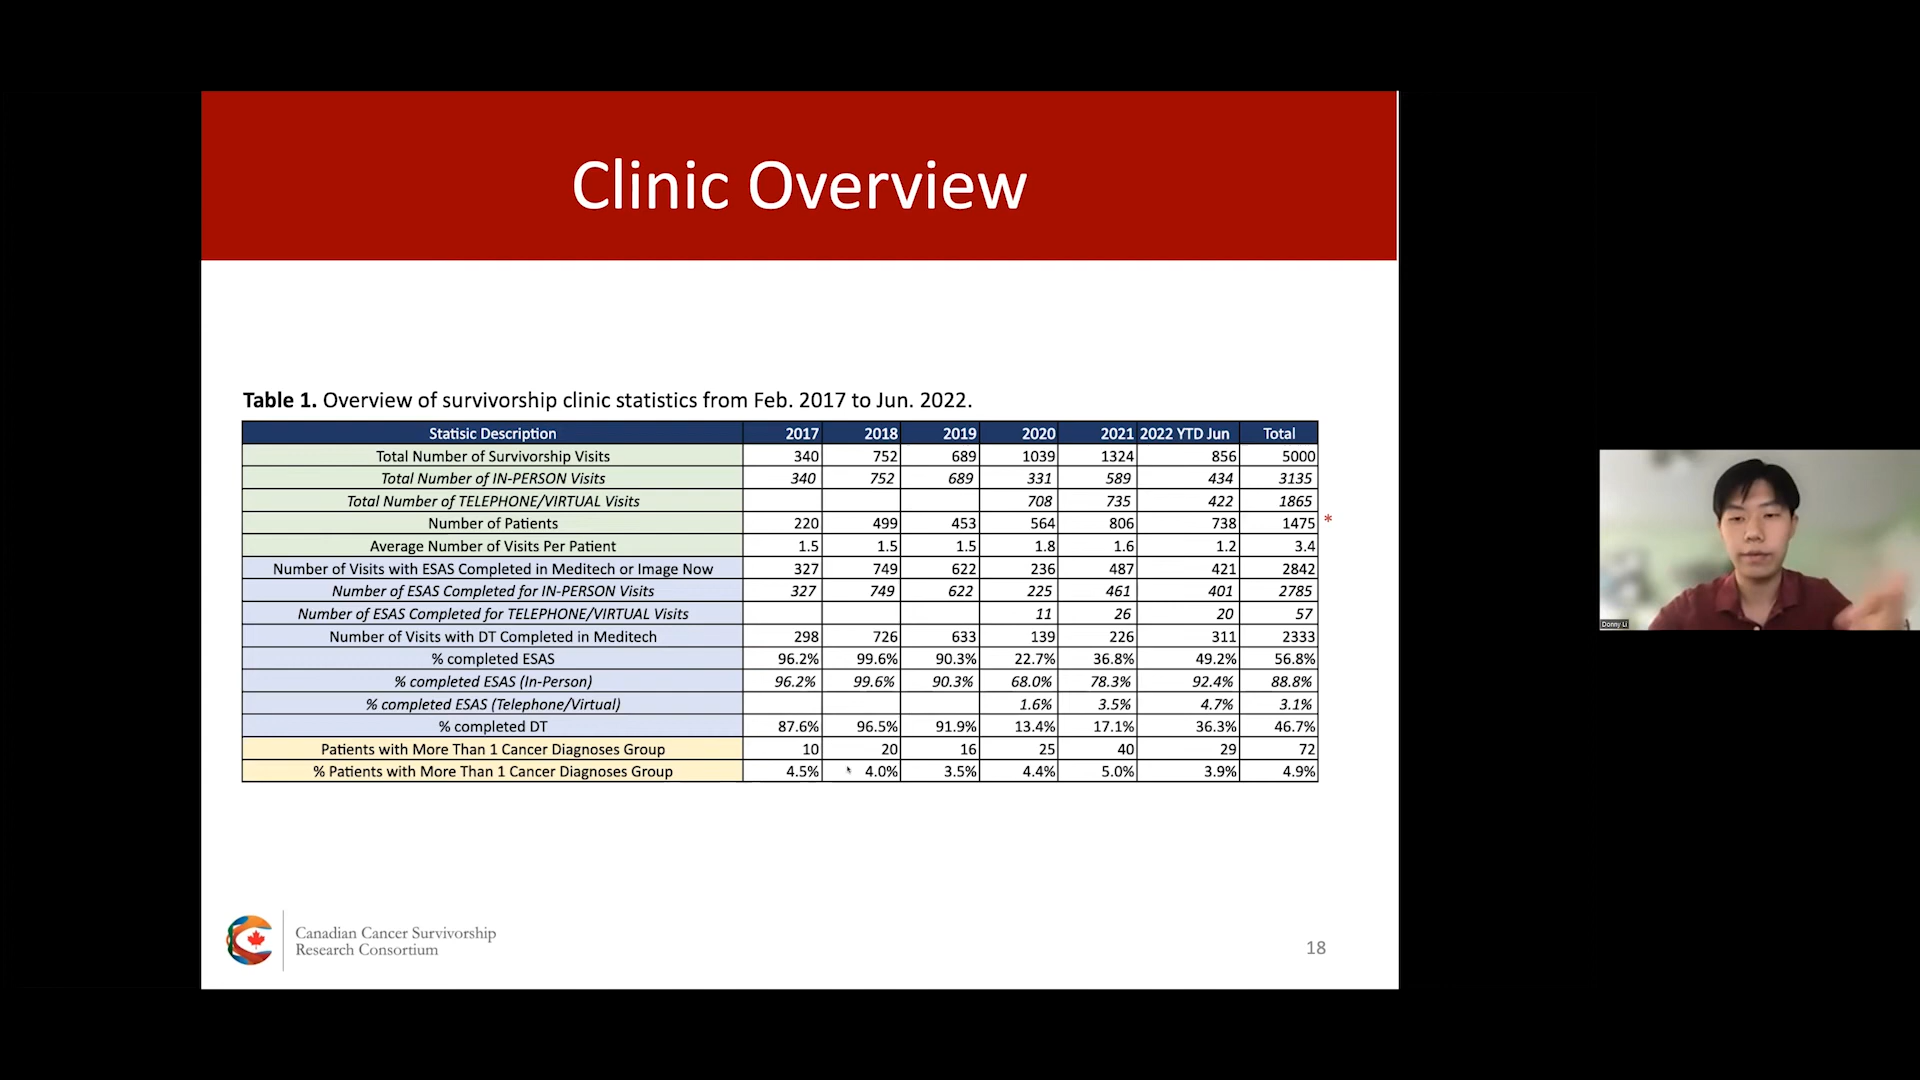 Clinic Overview
Table 1. Overview of survivorship clinic statistics from Feb. 2017 to Jun. 2022.
Statisic Description 2017 2018 2019 2020 2021 2022 YTD Jun Total
Total Number of Survivorship Visits 340 752 689 1039 1324 856 5000
Total Number of IN-PERSON Visits 340 752 689 331 589 434 3135
Total Number of TELEPHONE/VIRTUAL Visits 708 735 422 1865
Number of Patients 220 499 453 564 806 738 1475 *
Average Number of Visits Per Patient 1.5 1.5 1.5 1.8 1.6 1.2 3.4
Number of Visits with ESAS Completed in Meditech or Image Now 327 749 622 236 487 421 2842
Number of ESAS Completed for IN-PERSON Visits 327 749 622 225 461 401 2785
Number of ESAS Completed for TELEPHONE/VIRTUAL Visits 11 26 20 57
Number of Visits with DT Completed in Meditech 298 726 633 139 226 311 2333
% completed ESAS 96.2% 99.6% 90.3% 22.7% 36.8% 49.2% 56.8%
% completed ESAS (In-Person) 96.2% 99.6% 90.3% 68.0% 78.3% 92.4% 88.8%
% completed ESAS (Telephone/Virtual) 1.6% 3.5% 4.7% 3.1%
% completed DT 87.6% 96.5% 91.9% 13.4% 17.1% 36.3% 46.7%
Patients with More Than 1 Cancer Diagnoses Group 10 20 16 25 40 29 72
% Patients with More Than 1 Cancer Diagnoses Group 4.5% 4.0% 3.5% 4.4% 5.0% 3.9% 4.9%
Canadian Cancer Survivorship
Research Consortium
18
Donny Li